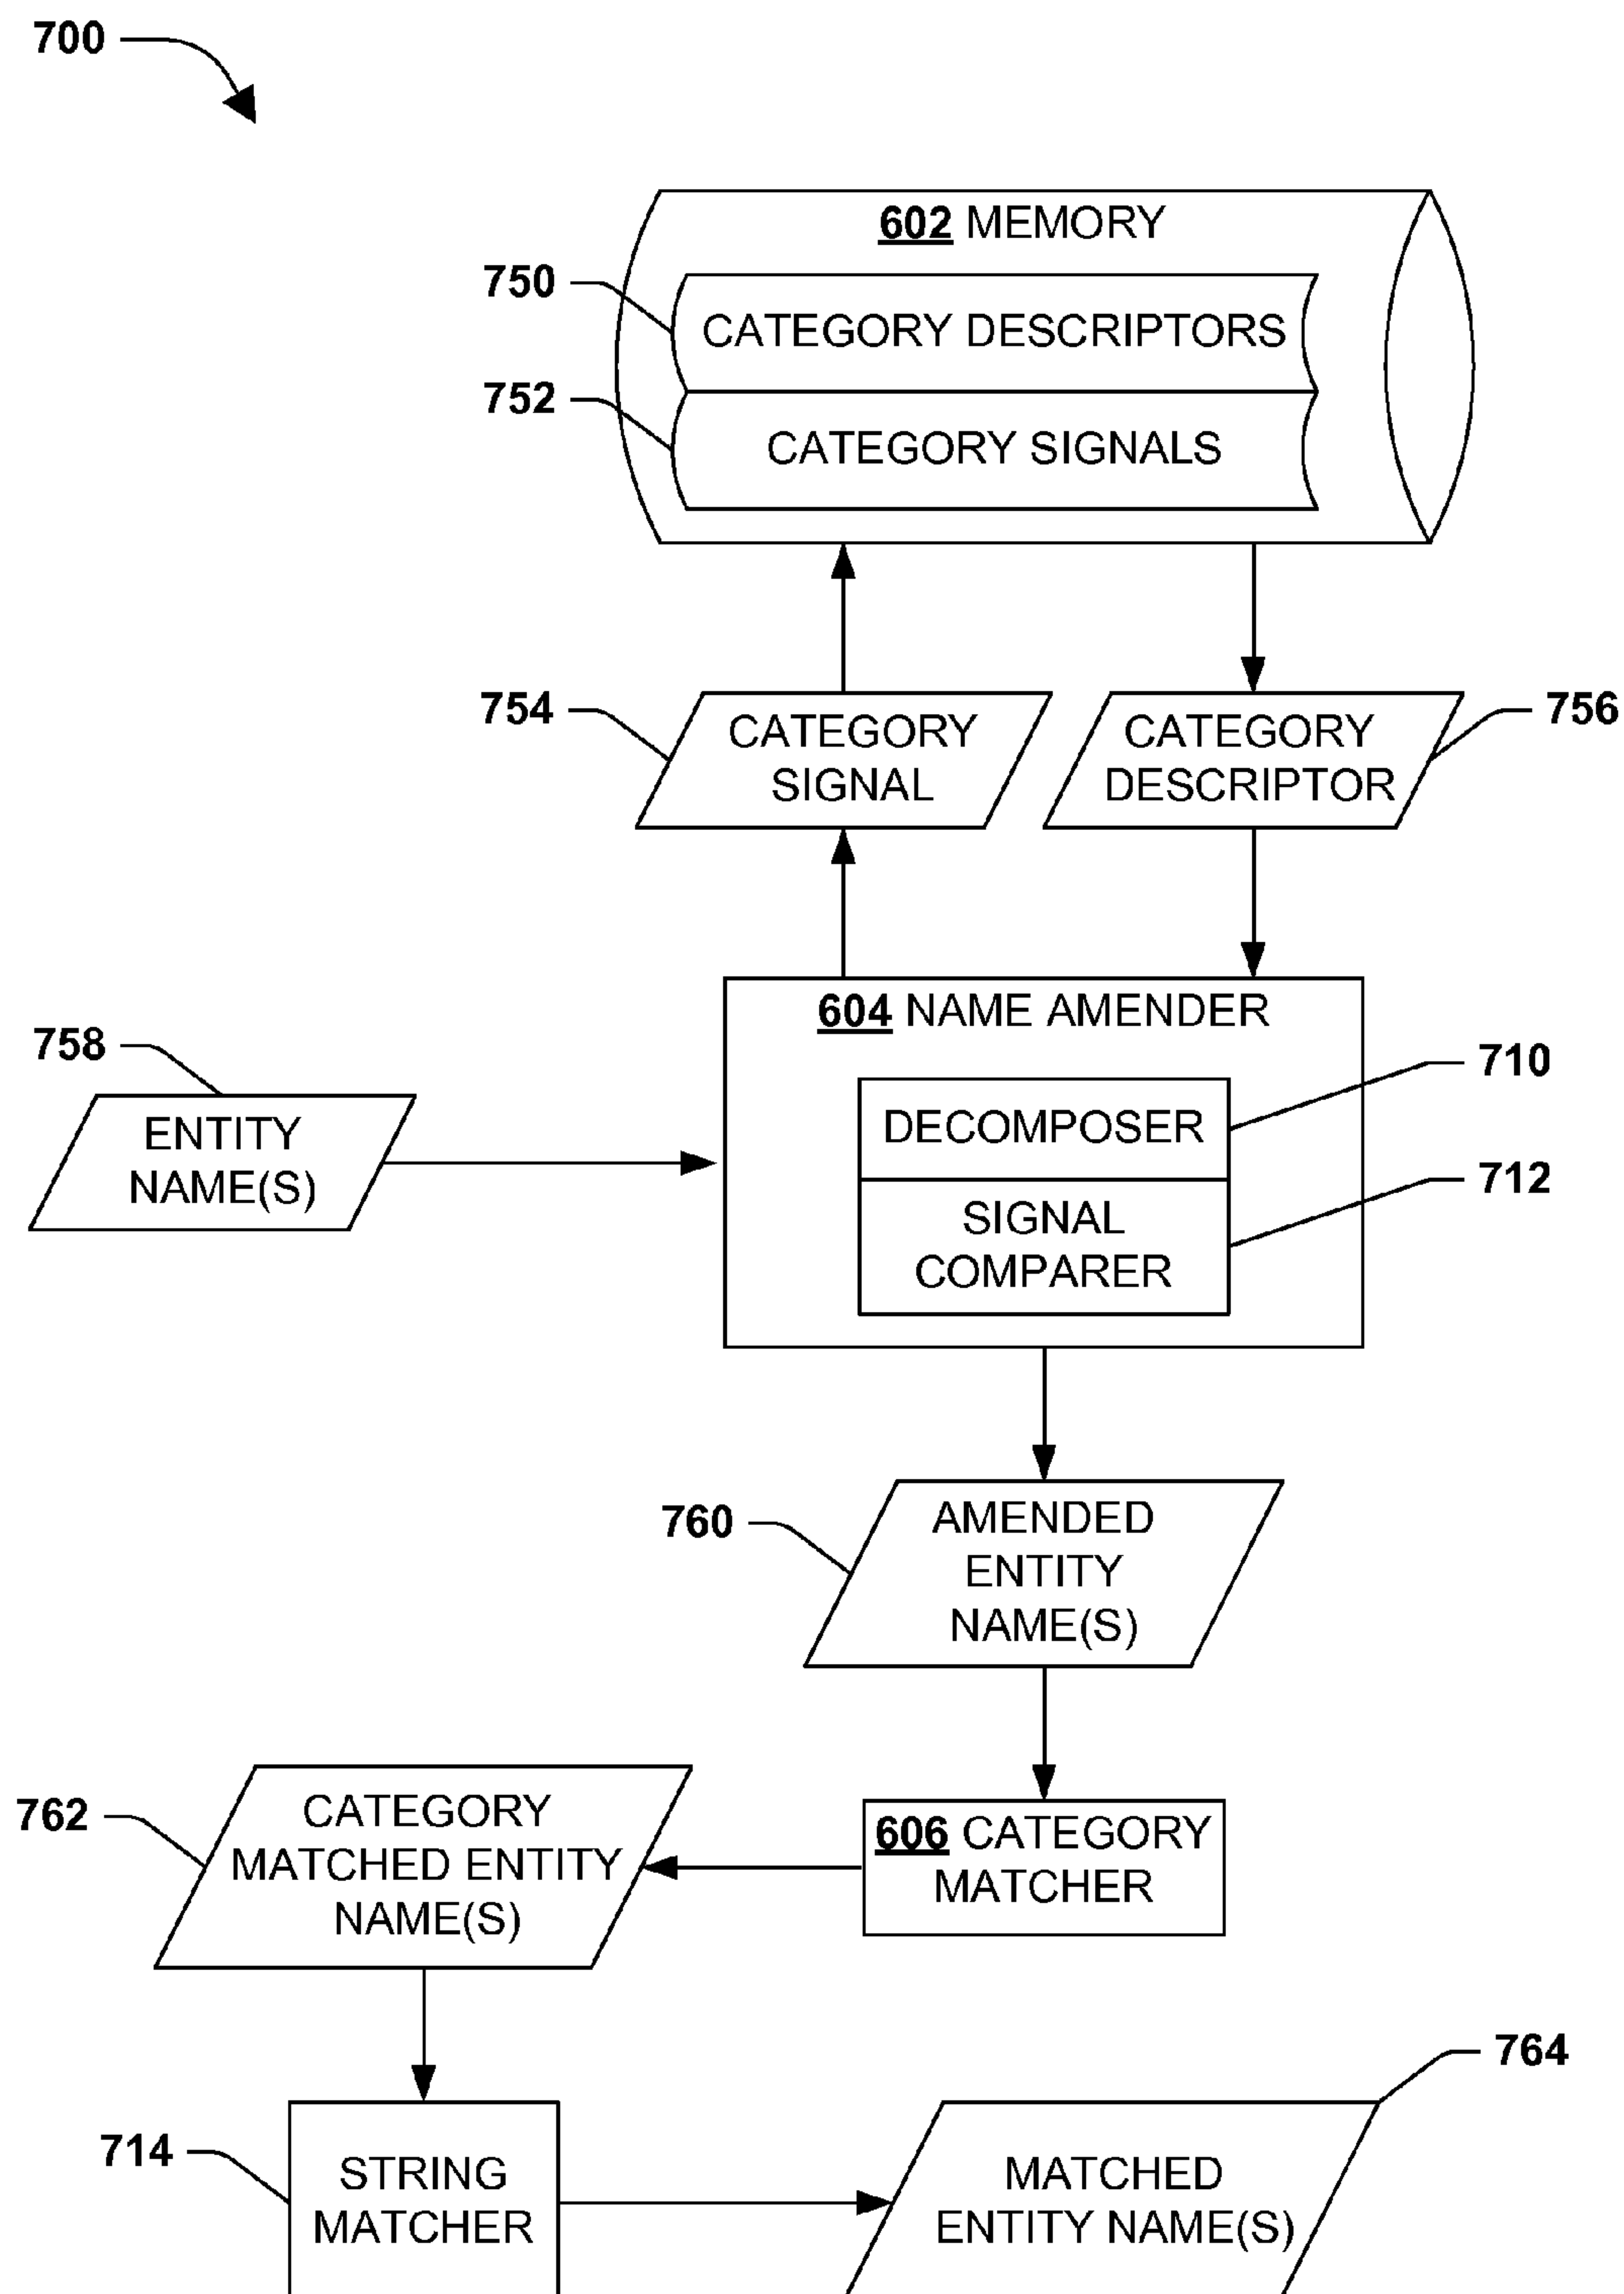 700
602 MEMORY
750
CATEGORY DESCRIPTORS
752
CATEGORY SIGNALS
754
CATEGORY
SIGNAL
CATEGORY
DESCRIPTOR
756
604 NAME AMENDER
758
ENTITY
NAME(S)
DECOMPOSER
710
SIGNAL
COMPARER
712
760
AMENDED
ENTITY
NAME(S)
762
CATEGORY
MATCHED ENTITY
NAME(S)
606 CATEGORY
MATCHER
764
714
STRING
MATCHER
MATCHED
ENTITY NAME(S)